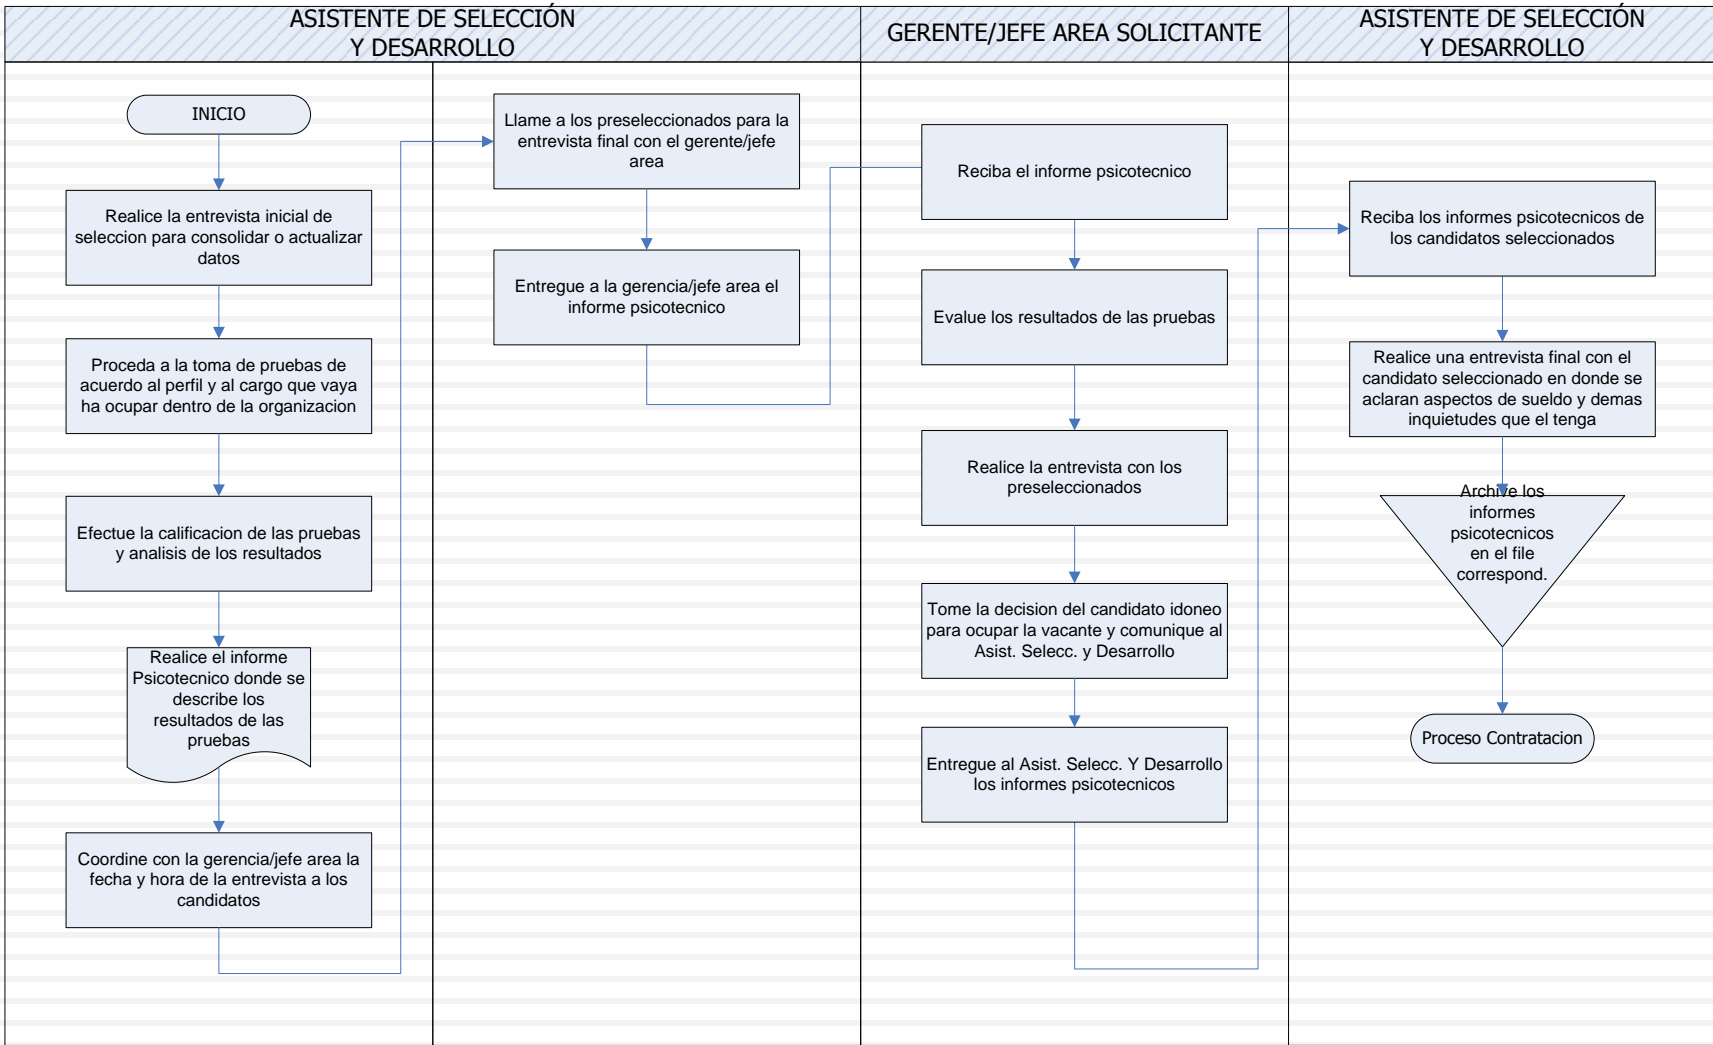 ASISTENTE DE SELECCIÓN
Y DESARROLLO
GERENTE/JEFE AREA SOLICITANTE
ASISTENTE DE SELECCIÓN
Y DESARROLLO
INICIO
Realice la entrevista inicial de
seleccion para consolidar o actualizar
datos
Proceda a la toma de pruebas de
acuerdo al perfil y al cargo que vaya
ha ocupar dentro de la organizacion
Efectue la calificacion de las pruebas
y analisis de los resultados
Realice el informe
Psicotecnico donde se
describe los
resultados de las
pruebas
Coordine con la gerencia/jefe area la
fecha y hora de la entrevista a los
candidatos
Llame a los preseleccionados para la
entrevista final con el gerente/jefe
area
Entregue a la gerencia/jefe area el
informe psicotecnico
Reciba el informe psicotecnico
Evalue los resultados de las pruebas
Realice la entrevista con los
preseleccionados
Tome la decision del candidato idoneo
para ocupar la vacante y comunique al
Asist. Selecc. y Desarrollo
Entregue al Asist. Selecc. Y Desarrollo
los informes psicotecnicos
Reciba los informes psicotecnicos de
los candidatos seleccionados
Realice una entrevista final con el
candidato seleccionado en donde se
aclaran aspectos de sueldo y demas
inquietudes que el tenga
Archive los
informes
psicotecnicos
en el file
correspond.
Proceso Contratacion